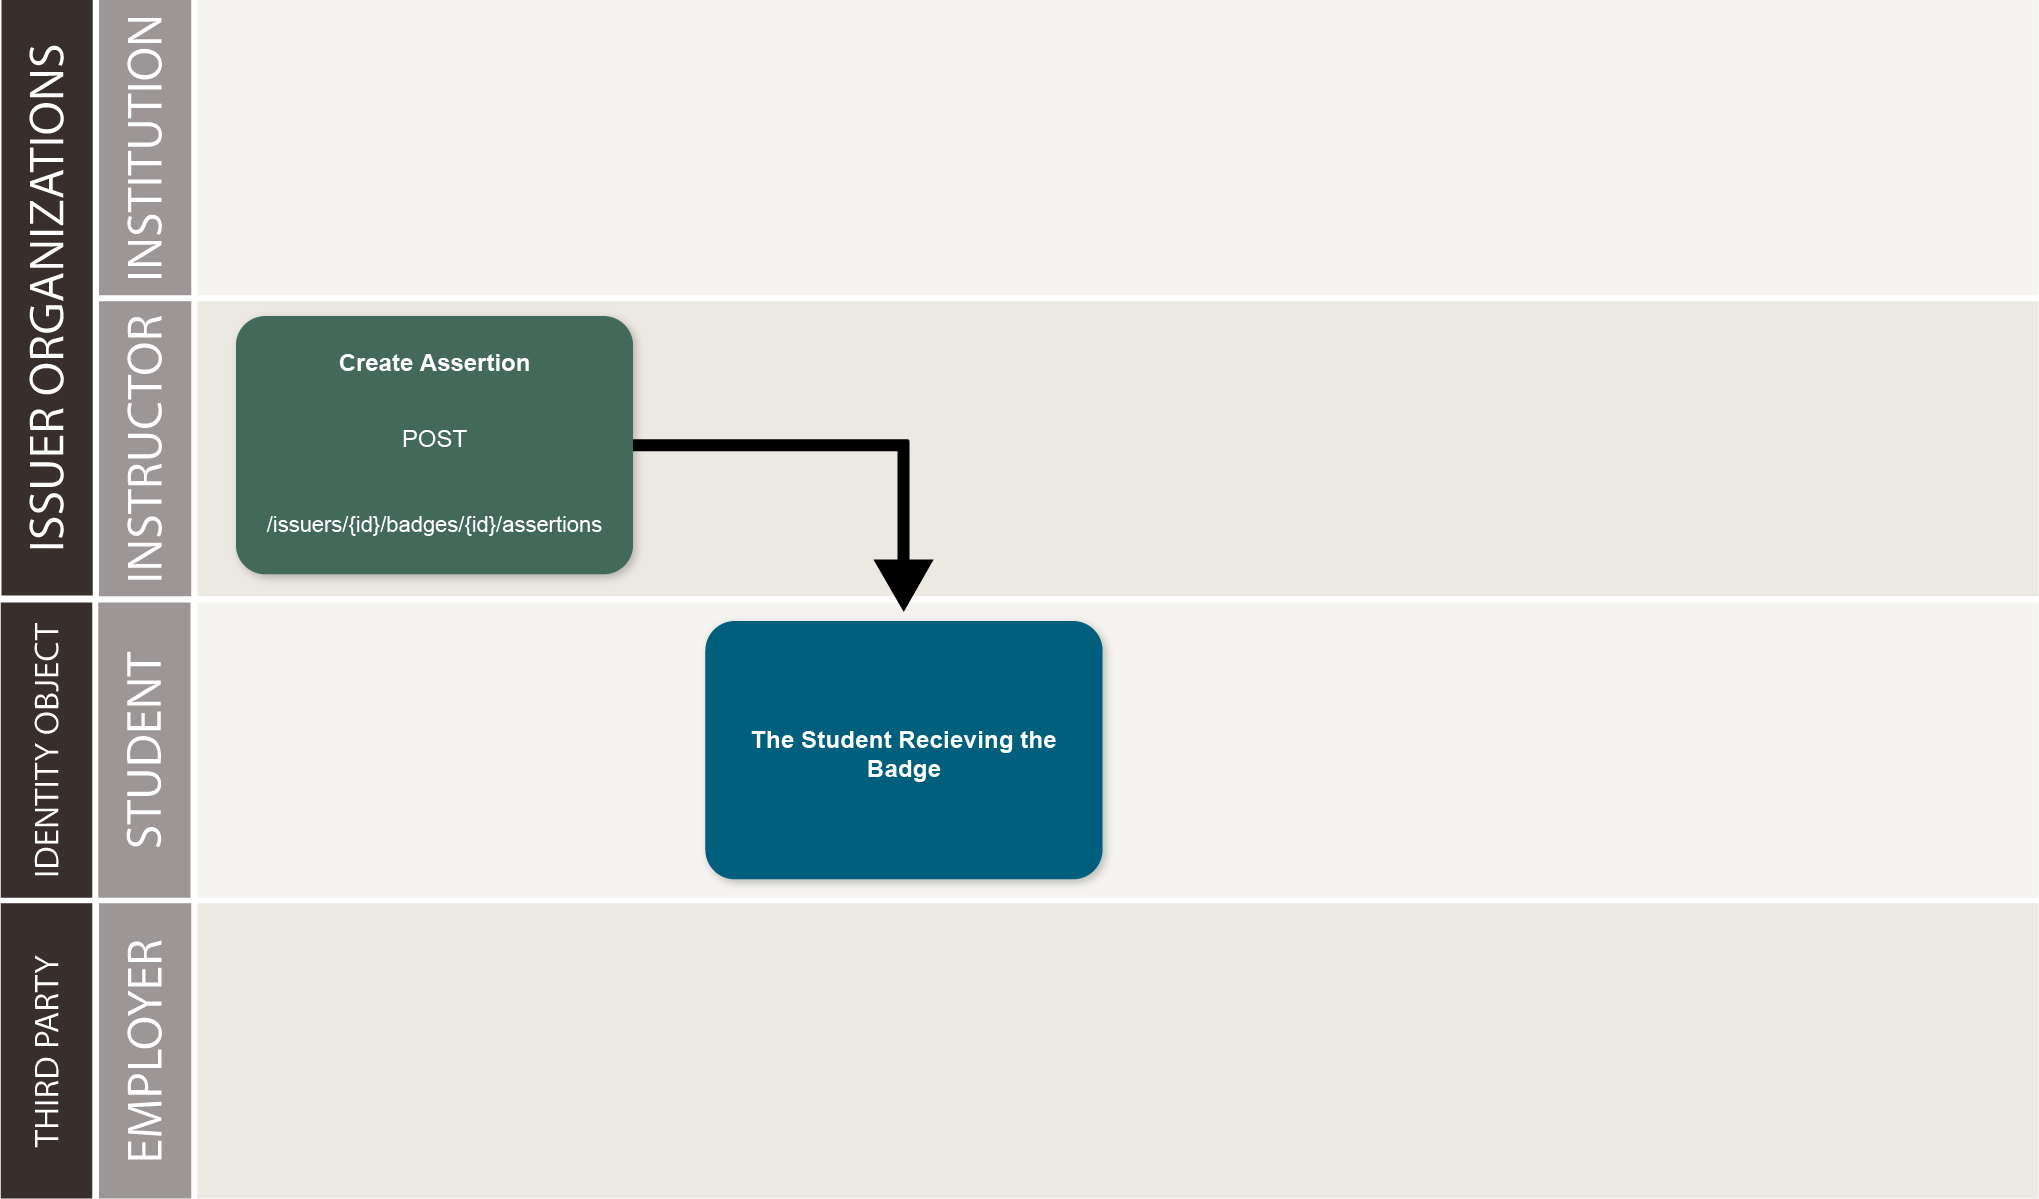 ISSUER ORGANIZATIONS
INSTITUTION
INSTRUCTOR
Create Assertion
POST
/issuers/{id}/badges/{id}/assertions
IDENTITY OBJECT
STUDENT
The Student Recieving the
Badge
THIRD PARTY
EMPLOYER